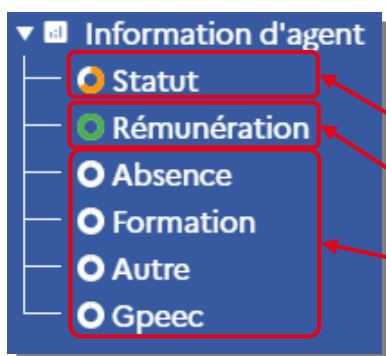 Information d'agent
Statut
Rémunération
Absence
Formation
Autre
Gpeec